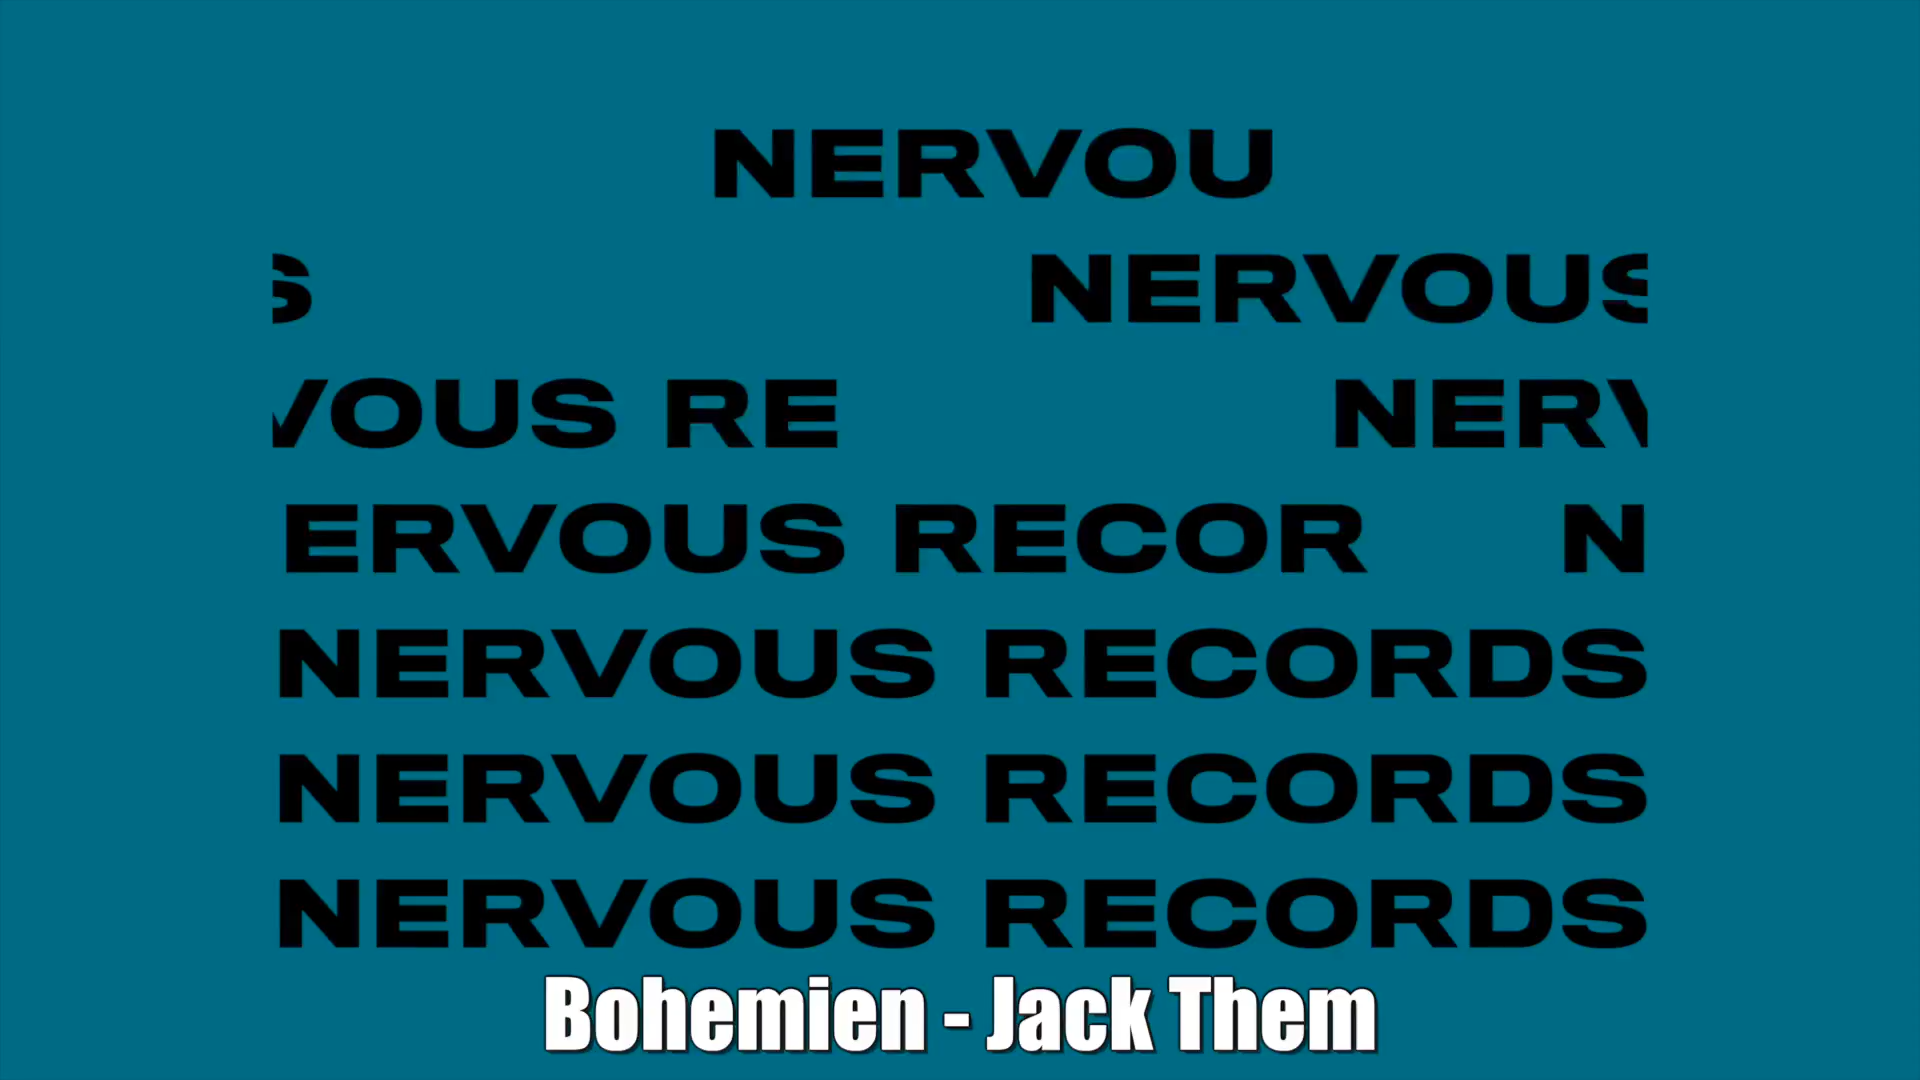 NERVOU
S NERVOUS
VOUS RE NERV
ERVOUS RECOR N
NERVOUS RECORDS
NERVOUS RECORDS
NERVOUS RECORDS
Bohemien - Jack Them